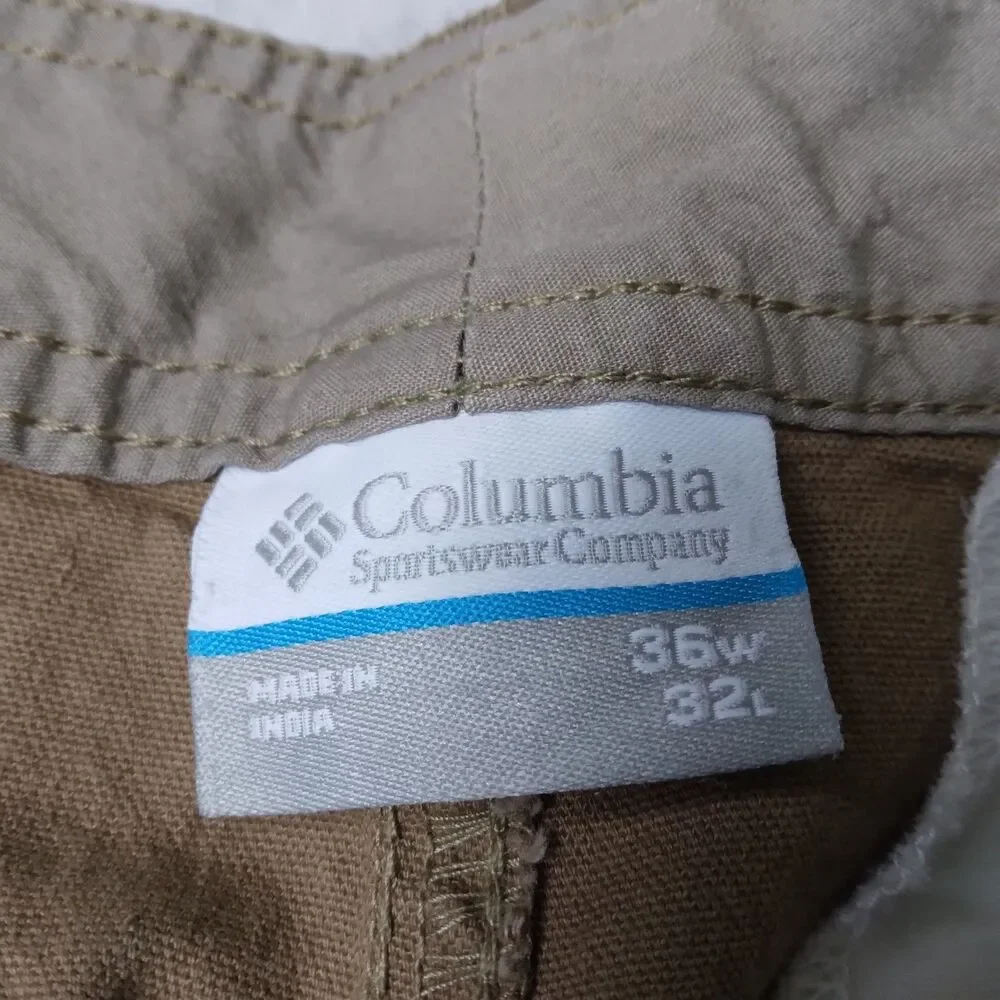 Columbia
Sportswear Company
MADE IN
INDIA
36W
32L